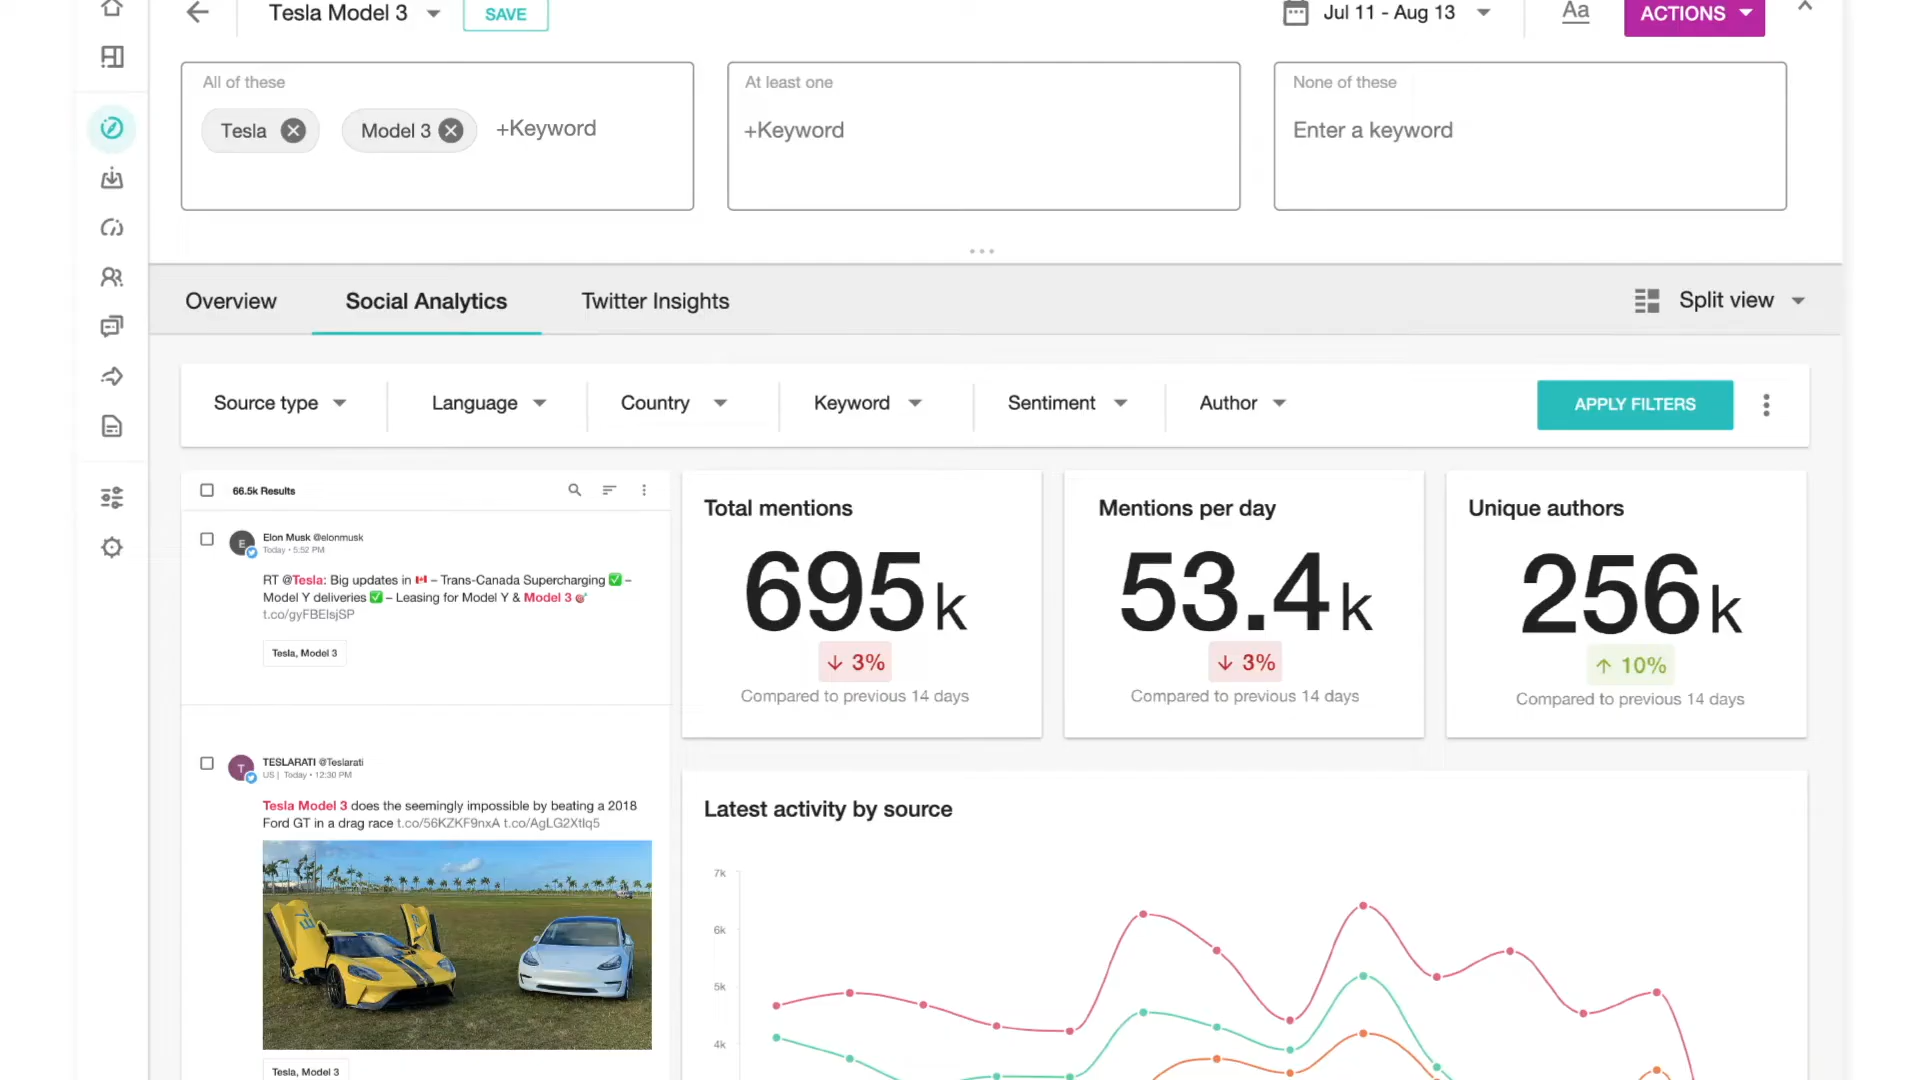 Tesla Model 3
SAVE
Jul 11 - Aug 13
Aa
ACTIONS
All of these
Tesla
Model 3
+Keyword
At least one
+Keyword
None of these
Enter a keyword
Overview
Social Analytics
Twitter Insights
Split view
Source type
Language
Country
Keyword
Sentiment
Author
APPLY FILTERS
66.5k Results
E
Elon Musk @elonmusk
Today • 5:52 PM
RT @Tesla: Big updates in 🇨🇦 – Trans-Canada Supercharging ✅ –
Model Y deliveries ✅ – Leasing for Model Y & Model 3 🎯
t.co/gyFBEIsjSP
Tesla, Model 3
T
TESLARATI @Teslarati
US | Today • 12:30 PM
Tesla Model 3 does the seemingly impossible by beating a 2018
Ford GT in a drag race t.co/56KZKF9nxA t.co/AgLG2Xtlq5
Tesla, Model 3
Total mentions
695k
↓ 3%
Compared to previous 14 days
Mentions per day
53.4k
↓ 3%
Compared to previous 14 days
Unique authors
256k
↑ 10%
Compared to previous 14 days
Latest activity by source
7k
6k
5k
4k